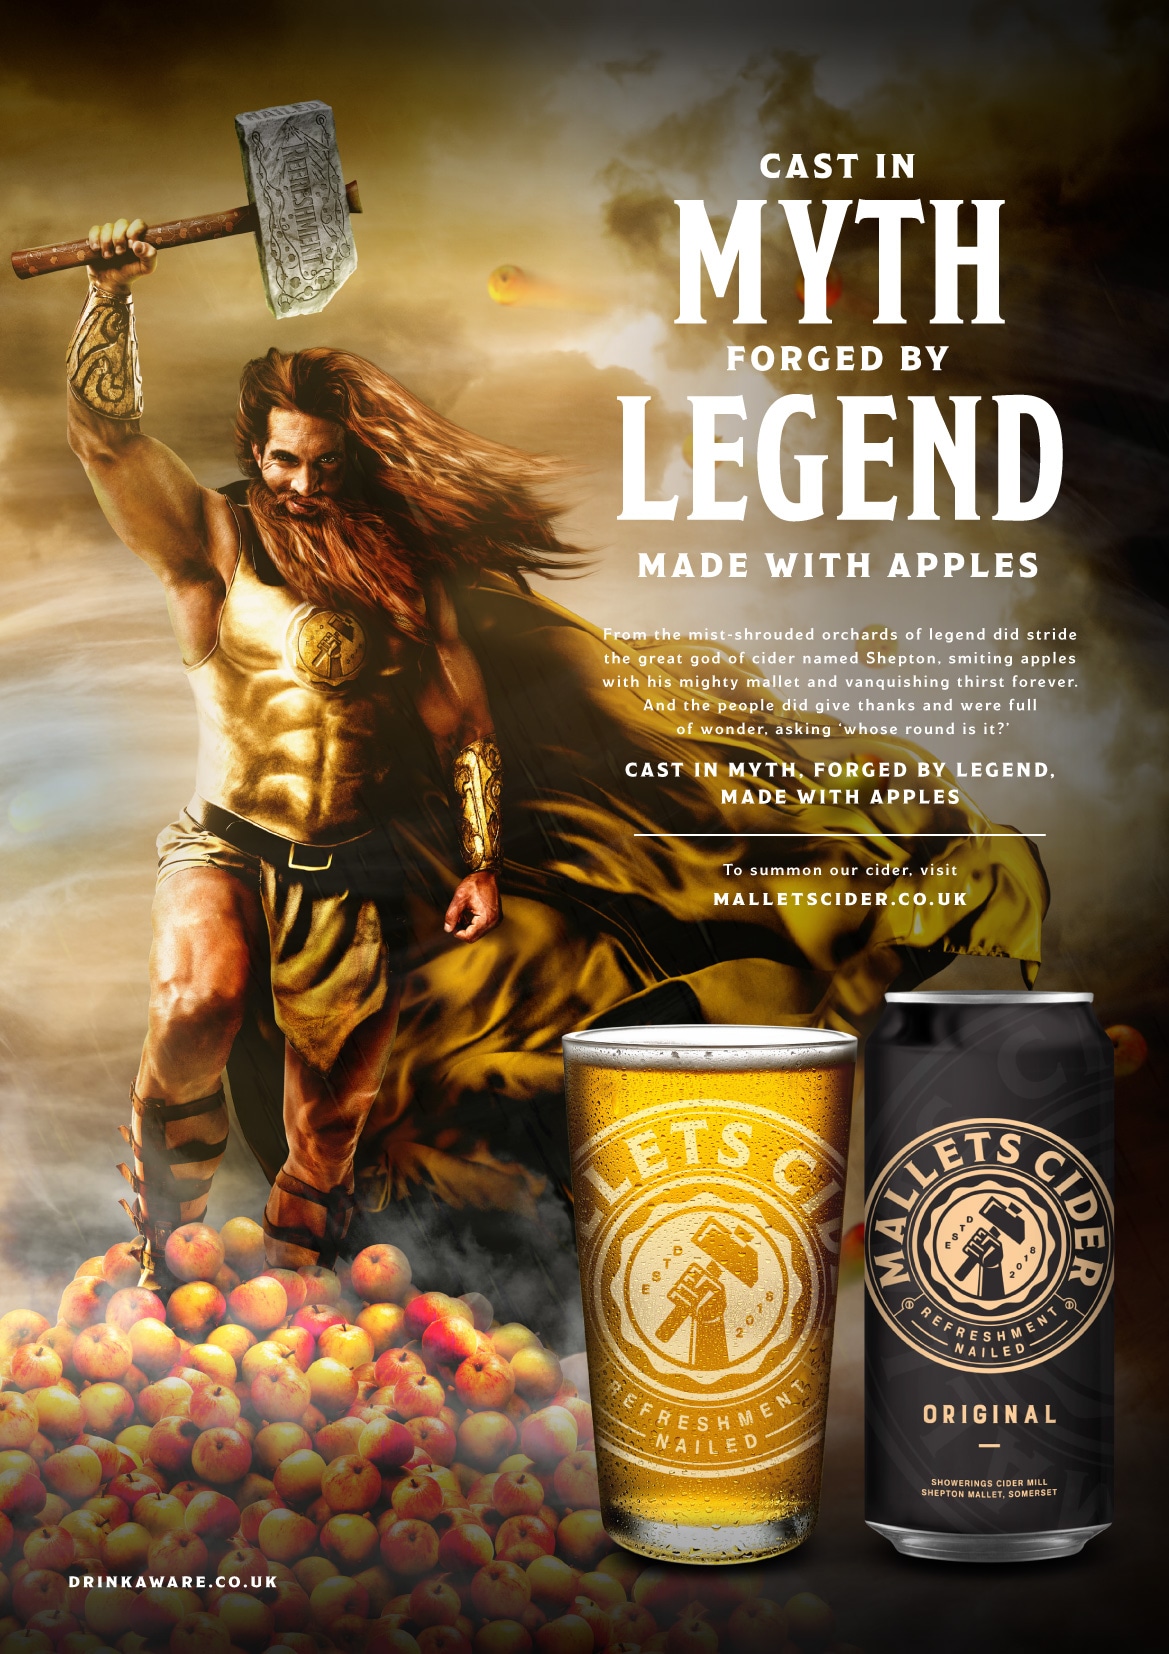 NAILED
REFRESHMENT
CAST IN
MYTH
FORGED BY
LEGEND
MADE WITH APPLES
From the mist-shrouded orchards of legend did stride
the great god of cider named Shepton, smiting apples
with his mighty mallet and vanquishing thirst forever.
And the people did give thanks and were full
of wonder, asking ‘whose round is it?’
CAST IN MYTH, FORGED BY LEGEND,
MADE WITH APPLES
To summon our cider, visit
MALLETSCIDER.CO.UK
LLETS CI
ESTD
2018
REFRESHMENT
NAILED
MALLETS CIDER
ESTD
2018
REFRESHMENT
NAILED
ORIGINAL
SHOWERINGS CIDER MILL
SHEPTON MALLET, SOMERSET
DRINKAWARE.CO.UK